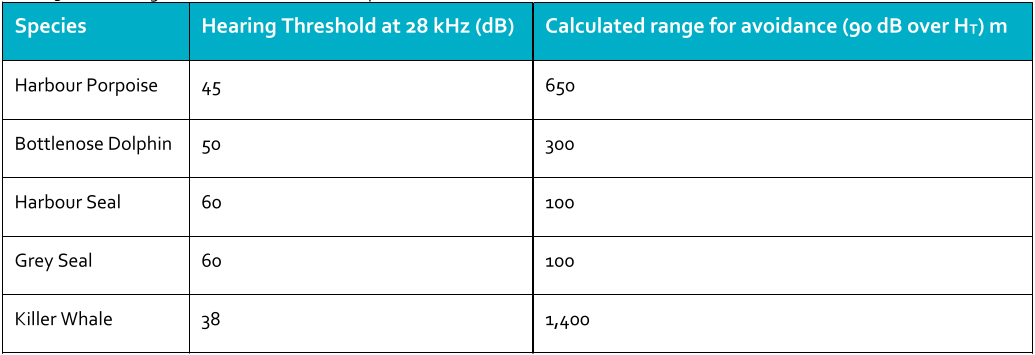 Species Hearing Threshold at 28 kHz (dB) Calculated range for avoidance (90 dB over HT) m
Harbour Porpoise 45 650
Bottlenose Dolphin 50 300
Harbour Seal 60 100
Grey Seal 60 100
Killer Whale 38 1,400